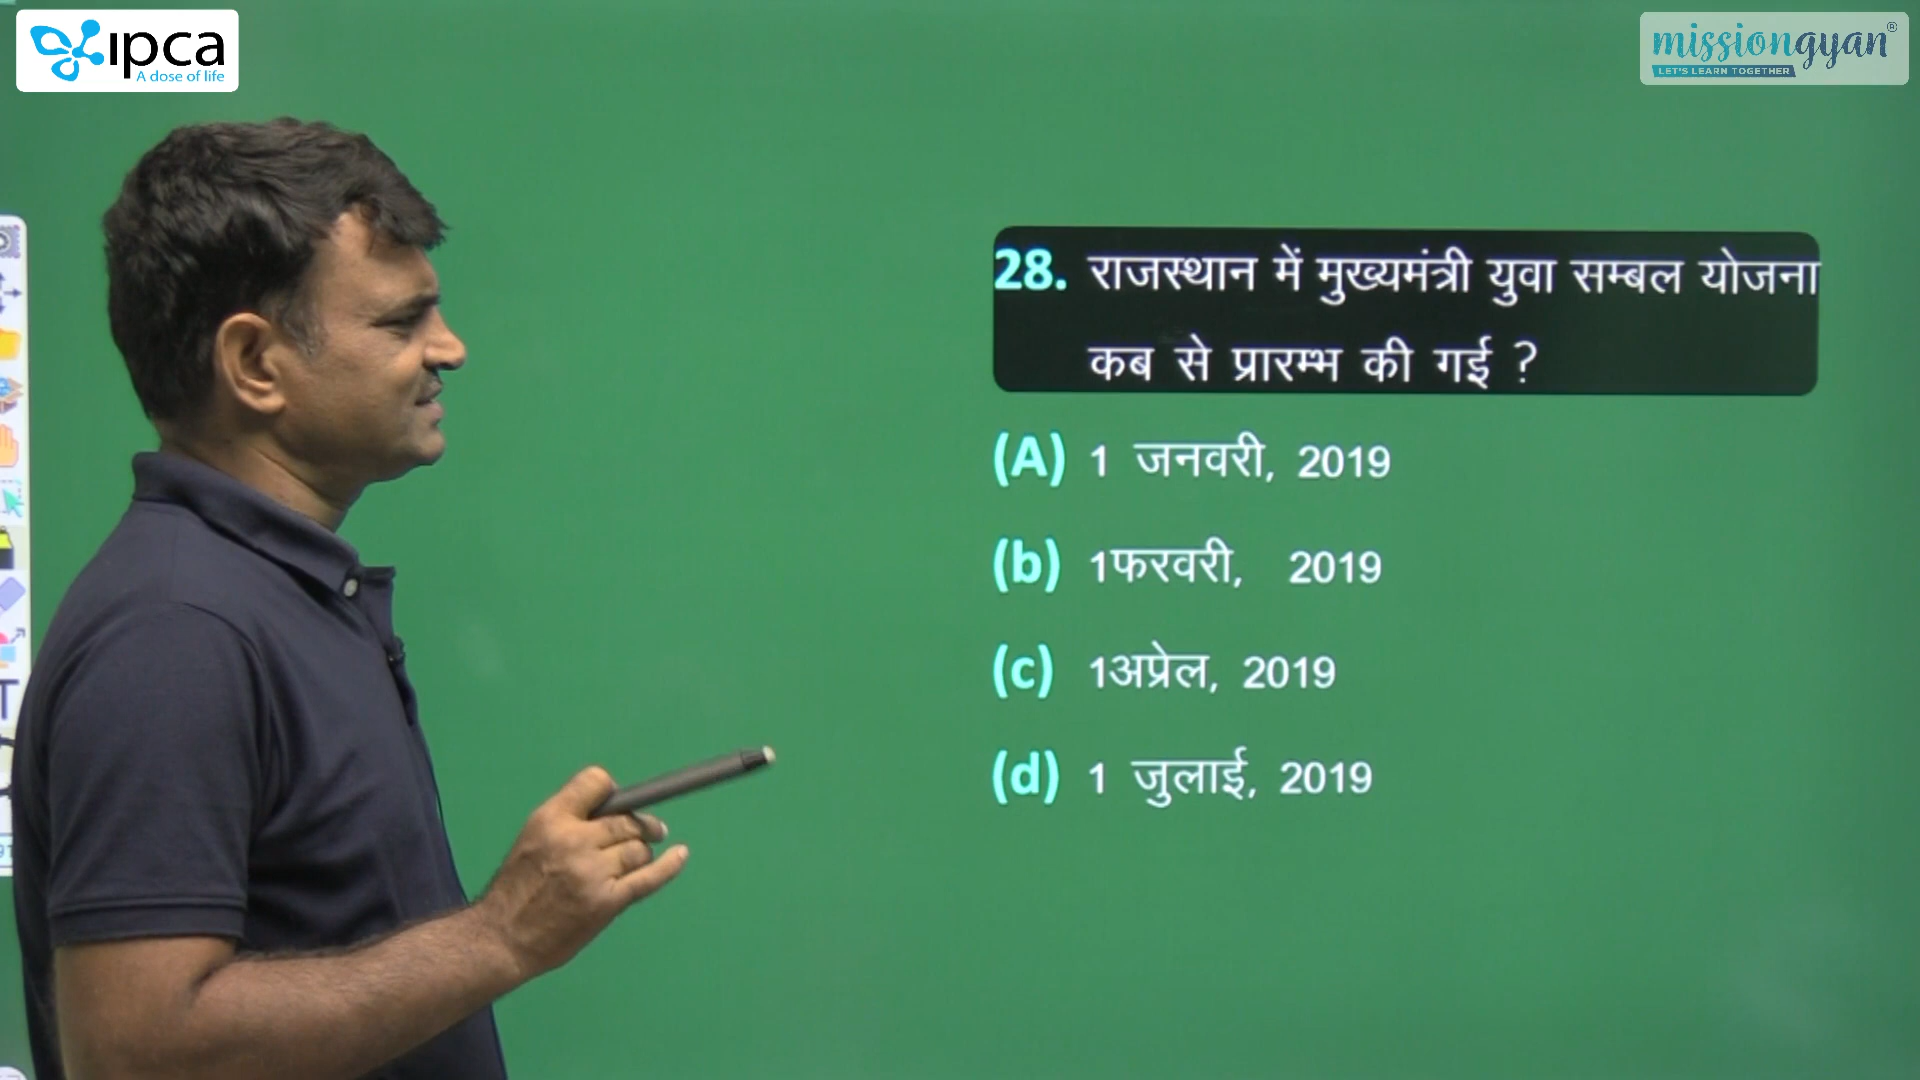 ipca
A dose of life
missiongyan®
LET'S LEARN TOGETHER
28. राजस्थान में मुख्यमंत्री युवा सम्बल योजना
कब से प्रारम्भ की गई ?
(A) 1 जनवरी, 2019
(b) 1फरवरी, 2019
(c) 1अप्रेल, 2019
(d) 1 जुलाई, 2019
T